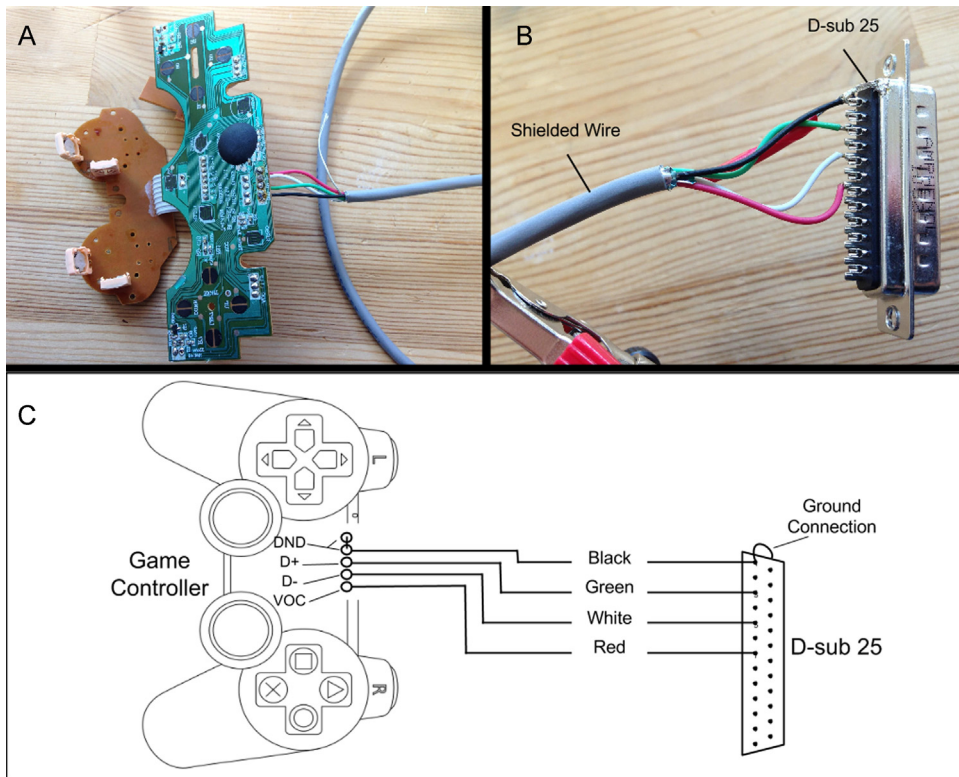 A
B
D-sub 25
Shielded Wire
C
L
DND
D+
D-
VOC
Game
Controller
R
Black
Green
White
Red
Ground
Connection
D-sub 25